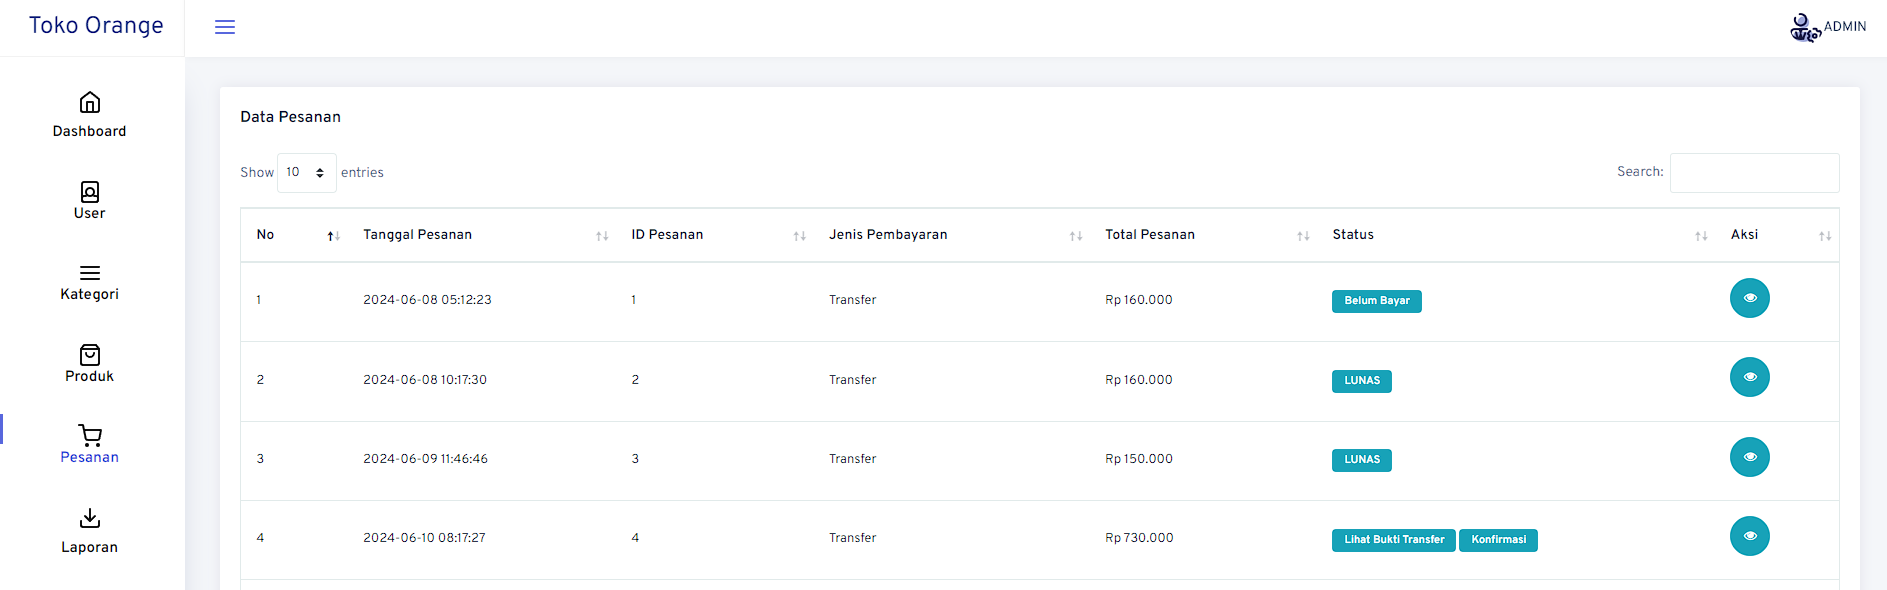 Toko Orange
ADMIN
Dashboard
User
Kategori
Produk
Pesanan
Laporan
Data Pesanan
Show 10 entries
Search:
No Tanggal Pesanan ID Pesanan Jenis Pembayaran Total Pesanan Status Aksi
1 2024-06-08 05:12:23 1 Transfer Rp 160.000 Belum Bayar
2 2024-06-08 10:17:30 2 Transfer Rp 160.000 LUNAS
3 2024-06-09 11:46:46 3 Transfer Rp 150.000 LUNAS
4 2024-06-10 08:17:27 4 Transfer Rp 730.000 Lihat Bukti Transfer Konfirmasi